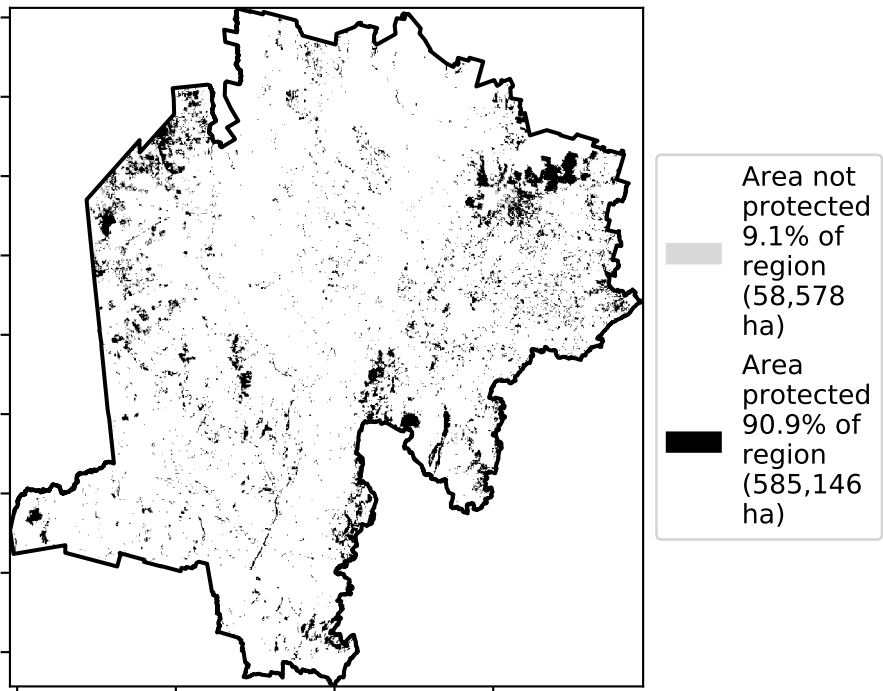 Area not
protected
9.1% of
region
(58,578
ha)
Area
protected
90.9% of
region
(585,146
ha)